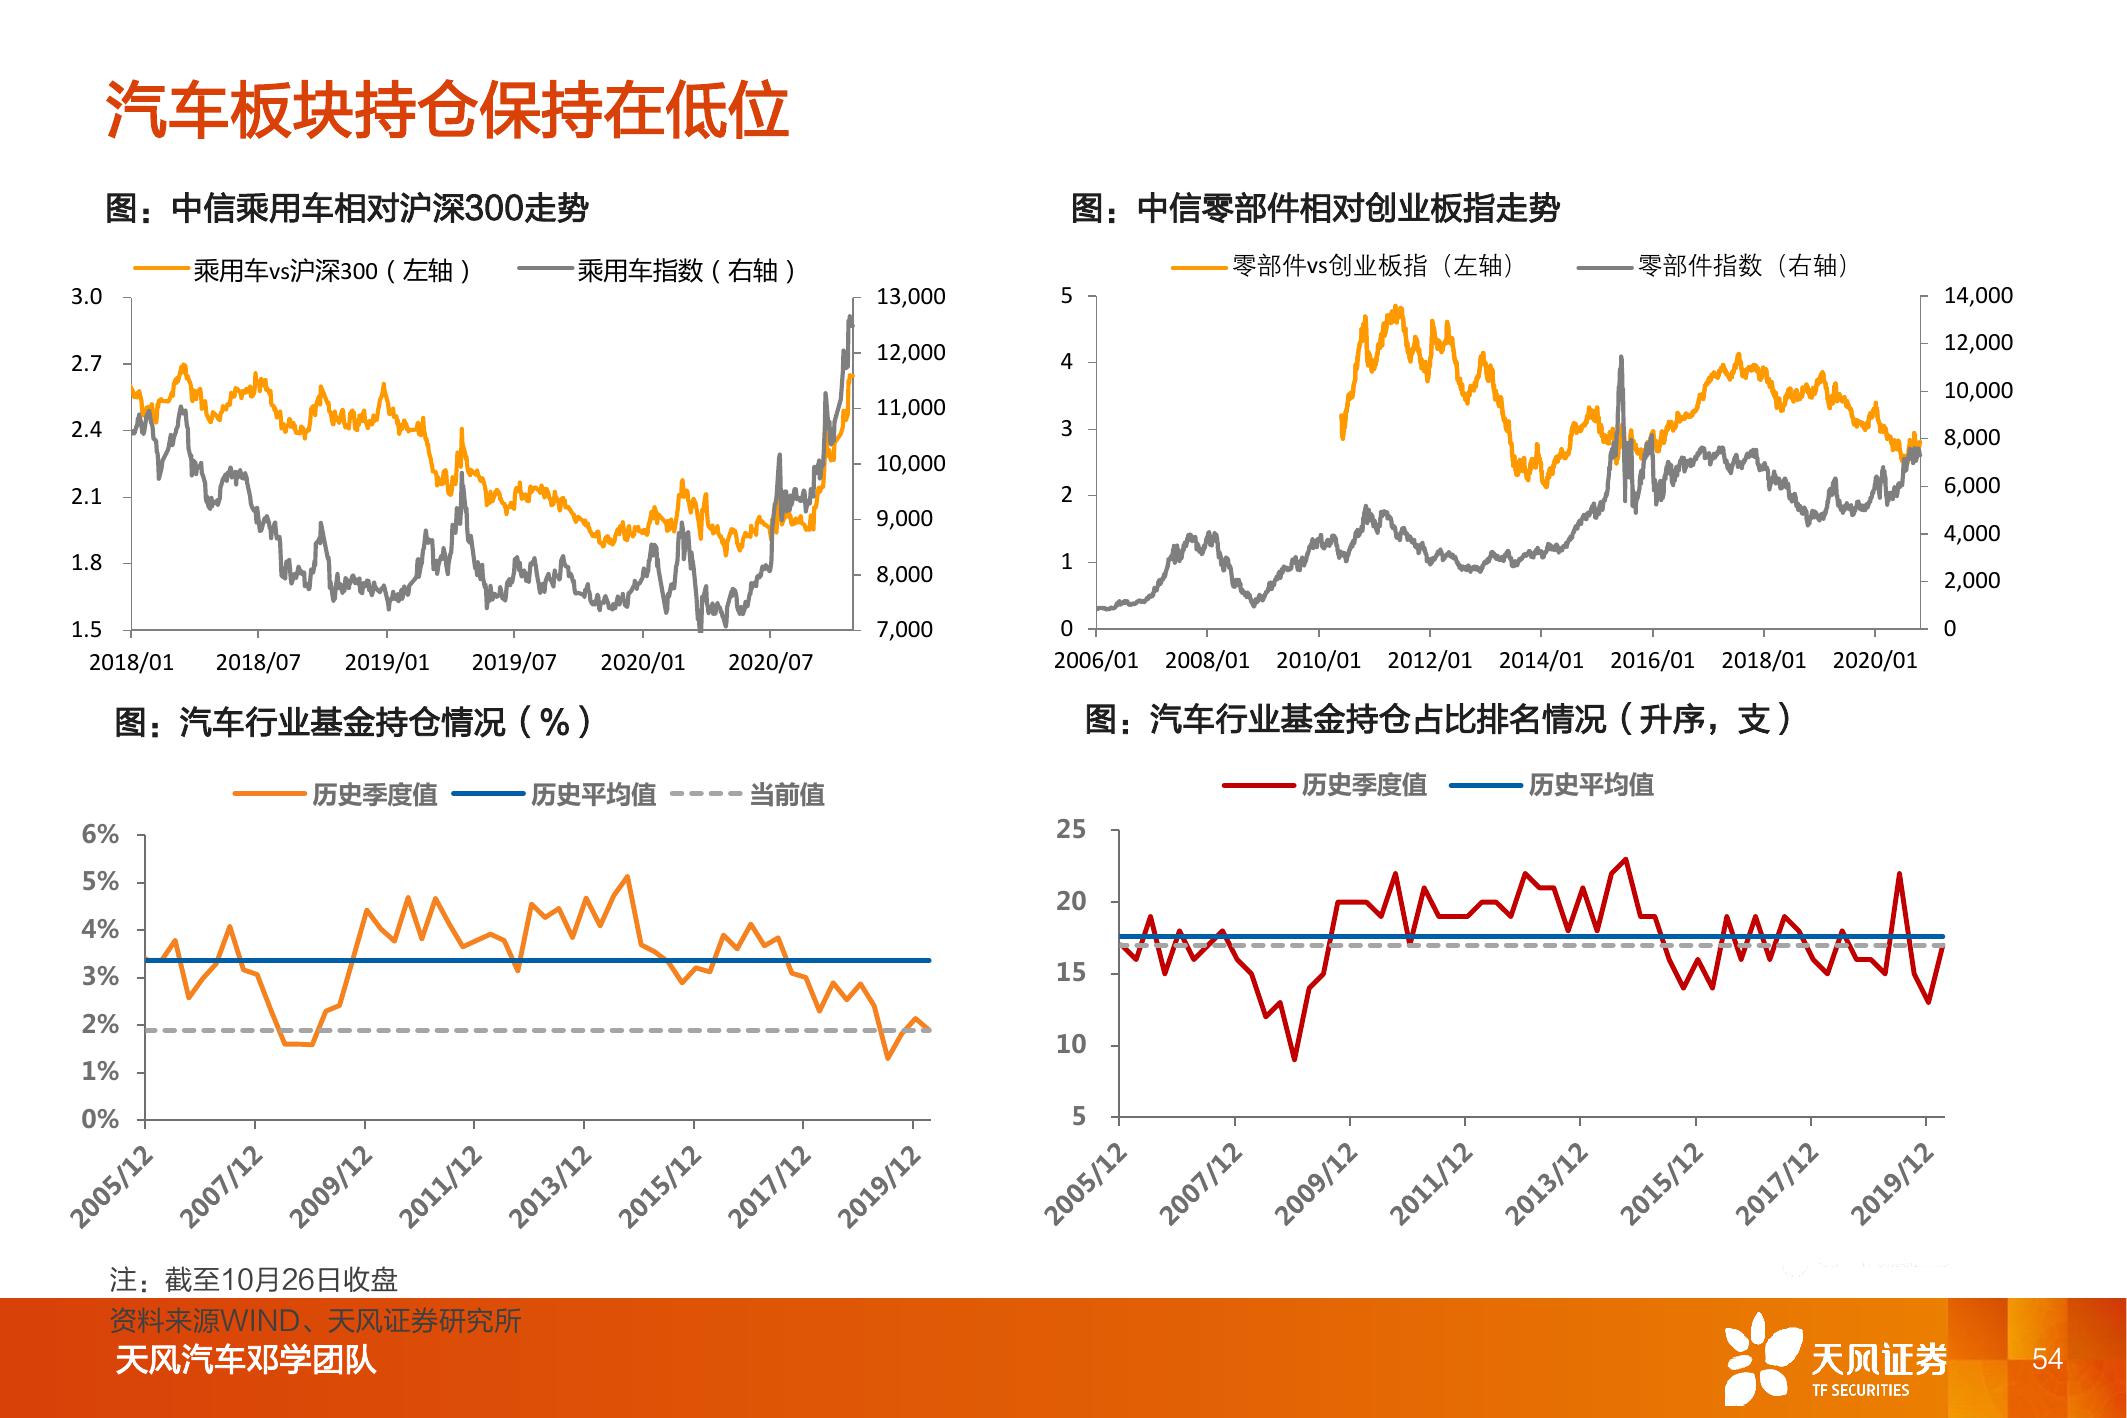 汽车板块持仓保持在低位
图：中信乘用车相对沪深300走势
乘用车vs沪深300（左轴） 乘用车指数（右轴）
3.0
2.7
2.4
2.1
1.8
1.5
13,000
12,000
11,000
10,000
9,000
8,000
7,000
2018/01 2018/07 2019/01 2019/07 2020/01 2020/07
图：中信零部件相对创业板指走势
零部件vs创业板指（左轴） 零部件指数（右轴）
5
4
3
2
1
0
14,000
12,000
10,000
8,000
6,000
4,000
2,000
0
2006/01 2008/01 2010/01 2012/01 2014/01 2016/01 2018/01 2020/01
图：汽车行业基金持仓情况（%）
历史季度值 历史平均值 当前值
6%
5%
4%
3%
2%
1%
0%
2005/12 2007/12 2009/12 2011/12 2013/12 2015/12 2017/12 2019/12
图：汽车行业基金持仓占比排名情况（升序，支）
历史季度值 历史平均值
25
20
15
10
5
2005/12 2007/12 2009/12 2011/12 2013/12 2015/12 2017/12 2019/12
注：截至10月26日收盘
资料来源WIND、天风证券研究所
天风汽车邓学团队
天风证券
TF SECURITIES
54